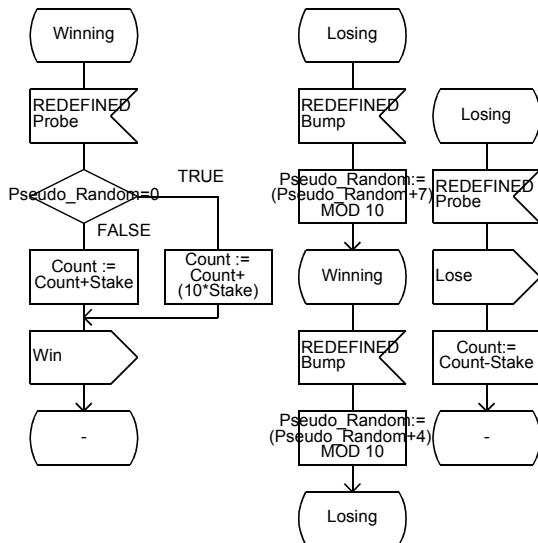 Winning
REDEFINED
Probe
Pseudo_Random=0
TRUE
FALSE
Count :=
Count+Stake
Count :=
Count+
(10*Stake)
Win
-
Losing
REDEFINED
Bump
Pseudo_Random:=
(Pseudo_Random+7)
MOD 10
Winning
REDEFINED
Bump
Pseudo_Random:=
(Pseudo_Random+4)
MOD 10
Losing
Losing
REDEFINED
Probe
Lose
Count:=
Count-Stake
-